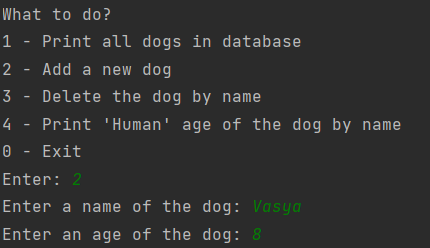 What to do?
1 - Print all dogs in database
2 - Add a new dog
3 - Delete the dog by name
4 - Print 'Human' age of the dog by name
0 - Exit
Enter: 2
Enter a name of the dog: Vasya
Enter an age of the dog: 8